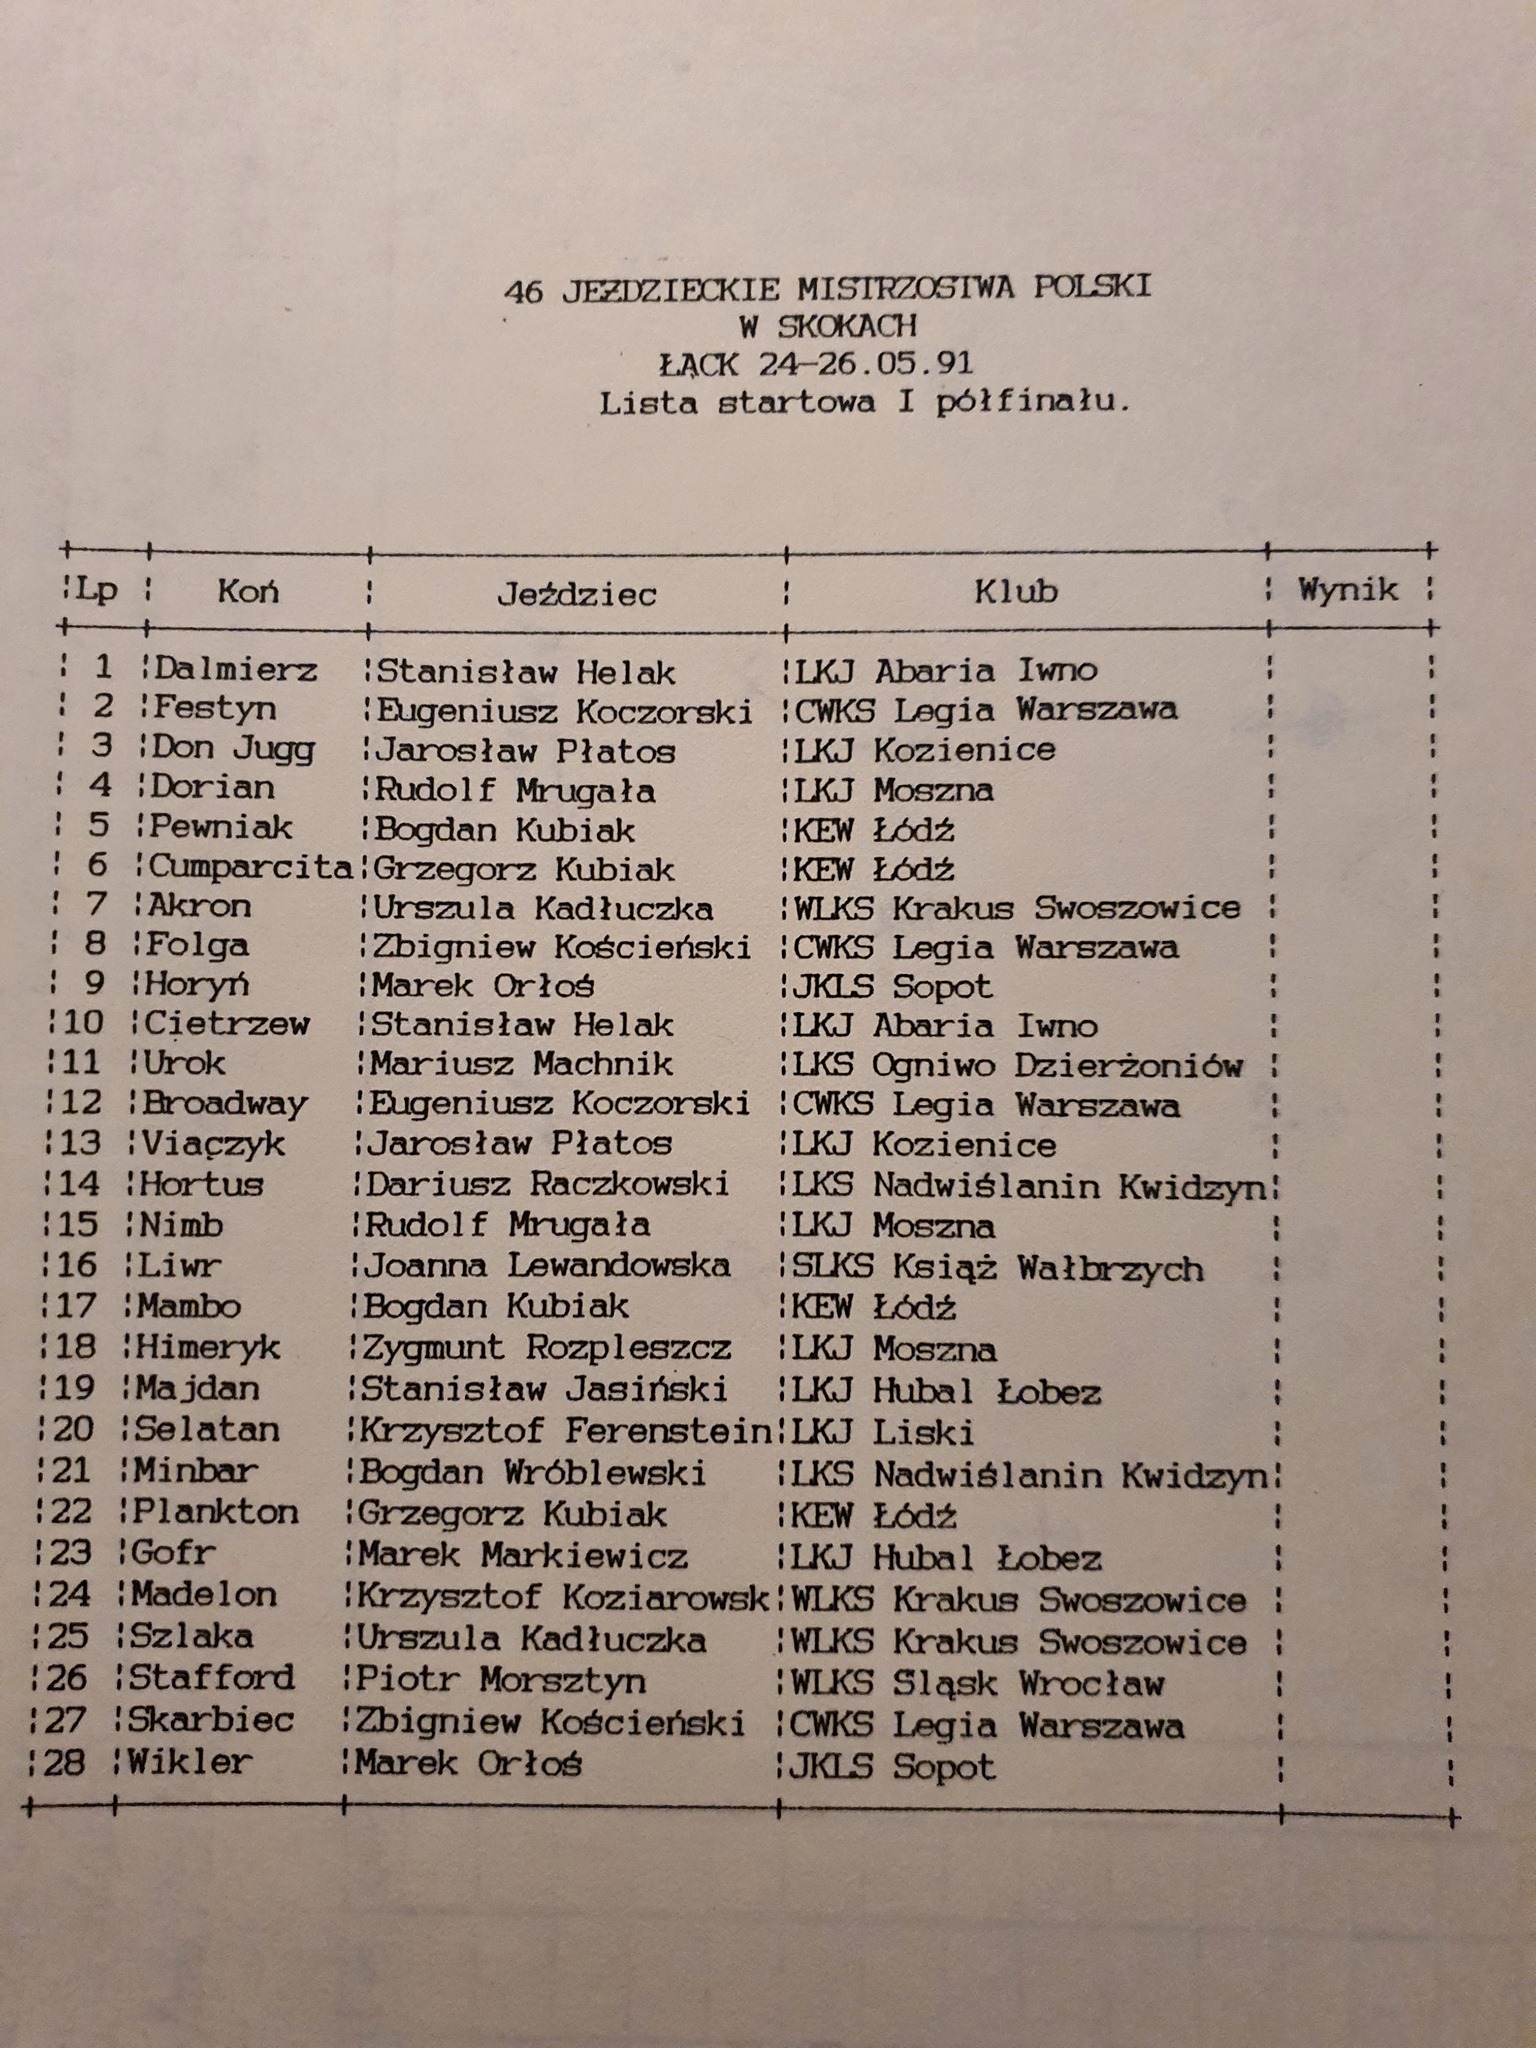 46 JEŹDZIECKIE MISTRZOSTWA POLSKI
W SKOKACH
ŁĄCK 24-26.05.91
Lista startowa I półfinału.
Lp Koń Jeździec Klub Wynik
1 Dalmierz Stanisław Helak LKJ Abaria Iwno
2 Festyn Eugeniusz Koczorski CWKS Legia Warszawa
3 Don Jugg Jarosław Płatos LKJ Kozienice
4 Dorian Rudolf Mrugała LKJ Moszna
5 Pewniak Bogdan Kubiak KEW Łódź
6 Cumparcita Grzegorz Kubiak KEW Łódź
7 Akron Urszula Kadłuczka WLKS Krakus Swoszowice
8 Folga Zbigniew Kościeński CWKS Legia Warszawa
9 Horyń Marek Orłoś JKLS Sopot
10 Cietrzew Stanisław Helak LKJ Abaria Iwno
11 Urok Mariusz Machnik LKS Ogniwo Dzierżoniów
12 Broadway Eugeniusz Koczorski CWKS Legia Warszawa
13 Viaczyk Jarosław Płatos LKJ Kozienice
14 Hortus Dariusz Raczkowski LKS Nadwiślanin Kwidzyn
15 Nimb Rudolf Mrugała LKJ Moszna
16 Liwr Joanna Lewandowska SLKS Książ Wałbrzych
17 Mambo Bogdan Kubiak KEW Łódź
18 Himeryk Zygmunt Rozpleszcz LKJ Moszna
19 Majdan Stanisław Jasiński LKJ Hubal Łobez
20 Selatan Krzysztof Ferenstein LKJ Liski
21 Minbar Bogdan Wróblewski LKS Nadwiślanin Kwidzyn
22 Plankton Grzegorz Kubiak KEW Łódź
23 Gofr Marek Markiewicz LKJ Hubal Łobez
24 Madelon Krzysztof Koziarowsk WLKS Krakus Swoszowice
25 Szlaka Urszula Kadłuczka WLKS Krakus Swoszowice
26 Stafford Piotr Morsztyn WLKS Śląsk Wrocław
27 Skarbiec Zbigniew Kościeński CWKS Legia Warszawa
28 Wikler Marek Orłoś JKLS Sopot